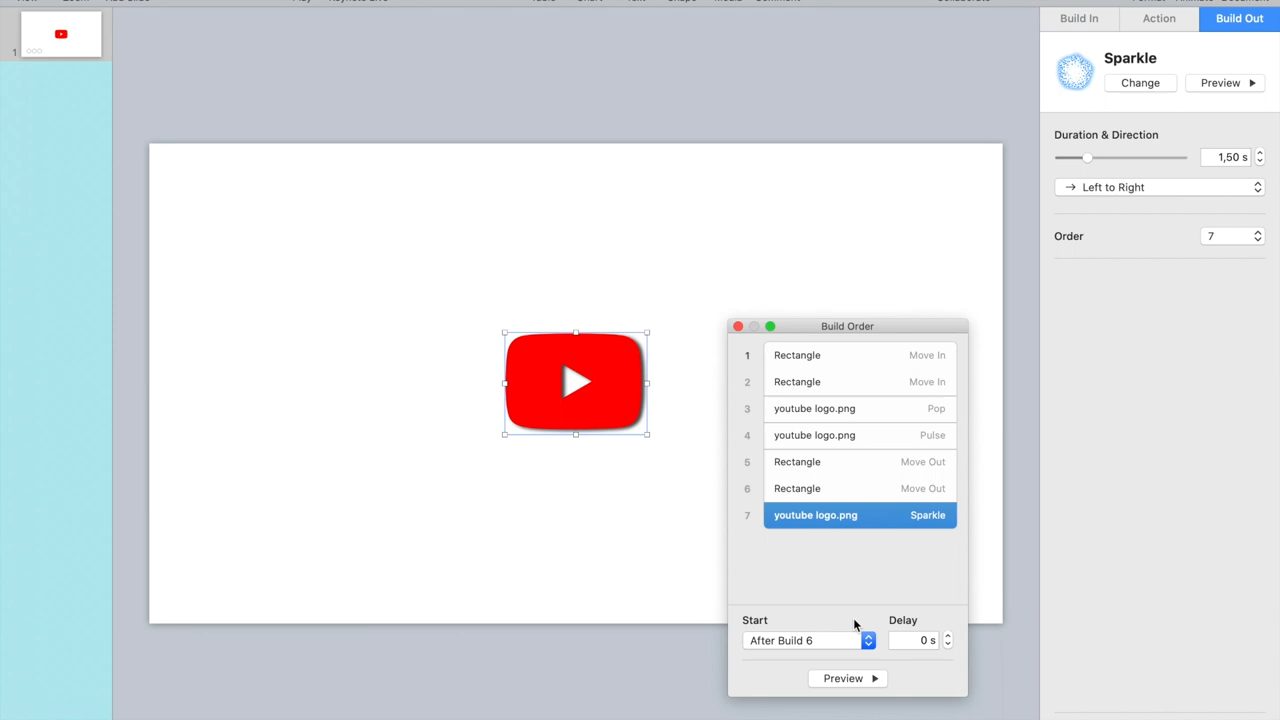 Build In
Action
Build Out
1
Sparkle
Change
Preview
Duration & Direction
1,50 s
→ Left to Right
Order
7
Build Order
1 Rectangle Move In
2 Rectangle Move In
3 youtube logo.png Pop
4 youtube logo.png Pulse
5 Rectangle Move Out
6 Rectangle Move Out
7 youtube logo.png Sparkle
Start
Delay
After Build 6
0 s
Preview